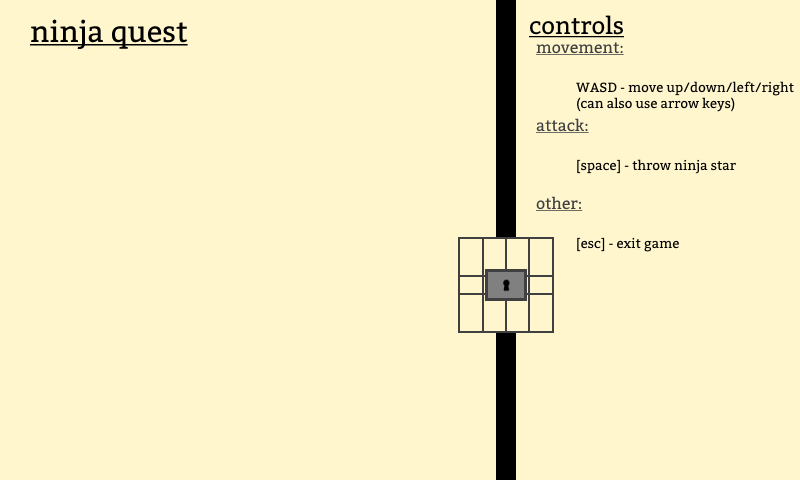 ninja quest
controls
movement:
WASD - move up/down/left/right
(can also use arrow keys)
attack:
[space] - throw ninja star
other:
[esc] - exit game